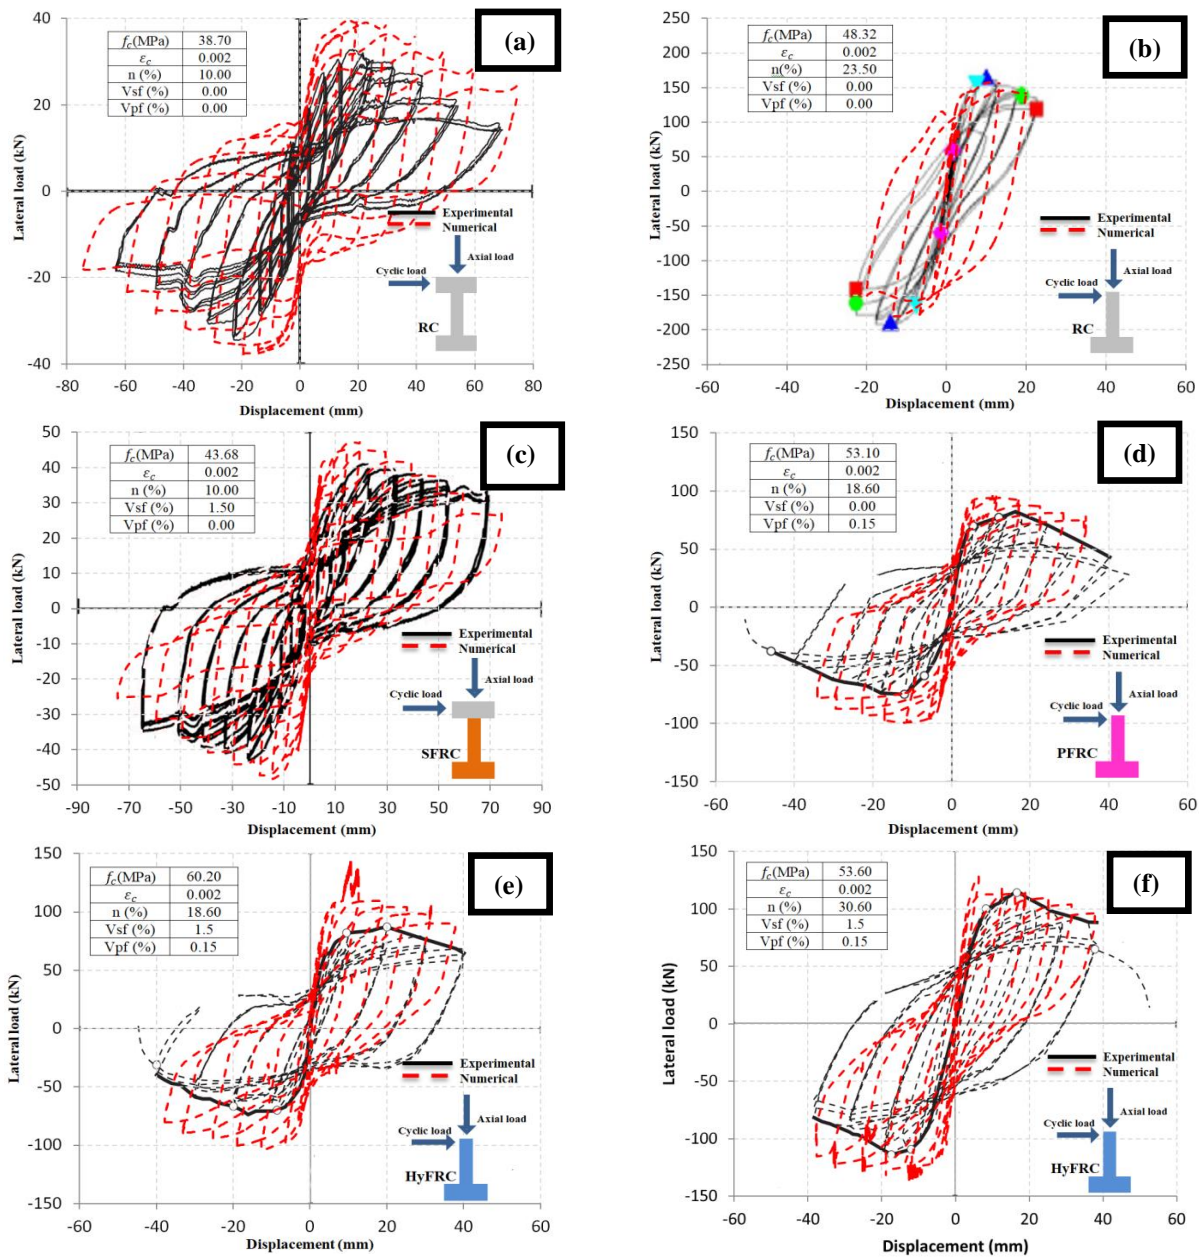 (a)
40
20
0
-20
-40
-80
-60
-40
-20
0
20
40
60
80
Lateral load (kN)
Displacement (mm)
f_c(MPa) 38.70
ε_c 0.002
n (%) 10.00
Vsf (%) 0.00
Vpf (%) 0.00
Experimental
Numerical
Cyclic load
Axial load
RC
(b)
250
200
150
100
50
0
-50
-100
-150
-200
-250
-60
-40
-20
0
20
40
60
Lateral load (kN)
Displacement (mm)
f_c(MPa) 48.32
ε_c 0.002
n(%) 23.50
Vsf (%) 0.00
Vpf (%) 0.00
Experimental
Numerical
Cyclic load
Axial load
RC
(c)
50
40
30
20
10
0
-10
-20
-30
-40
-50
-90
-70
-50
-30
-10
10
30
50
70
90
Lateral load (kN)
Displacement (mm)
f_c(MPa) 43.68
ε_c 0.002
n (%) 10.00
Vsf (%) 1.50
Vpf (%) 0.00
Experimental
Numerical
Cyclic load
Axial load
SFRC
(d)
150
100
50
0
-50
-100
-150
-60
-40
-20
0
20
40
60
Lateral load (kN)
Displacement (mm)
f_c(MPa) 53.10
ε_c 0.002
n (%) 18.60
Vsf (%) 0.00
Vpf (%) 0.15
Experimental
Numerical
Cyclic load
Axial load
PFRC
(e)
150
100
50
0
-50
-100
-150
-60
-40
-20
0
20
40
60
Lateral load (kN)
Displacement (mm)
f_c(MPa) 60.20
ε_c 0.002
n (%) 18.60
Vsf (%) 1.5
Vpf (%) 0.15
Experimental
Numerical
Cyclic load
Axial load
HyFRC
(f)
150
100
50
0
-50
-100
-150
-60
-40
-20
0
20
40
60
Lateral load (kN)
Displacement (mm)
f_c(MPa) 53.60
ε_c 0.002
n (%) 30.60
Vsf (%) 1.5
Vpf (%) 0.15
Experimental
Numerical
Cyclic load
Axial load
HyFRC